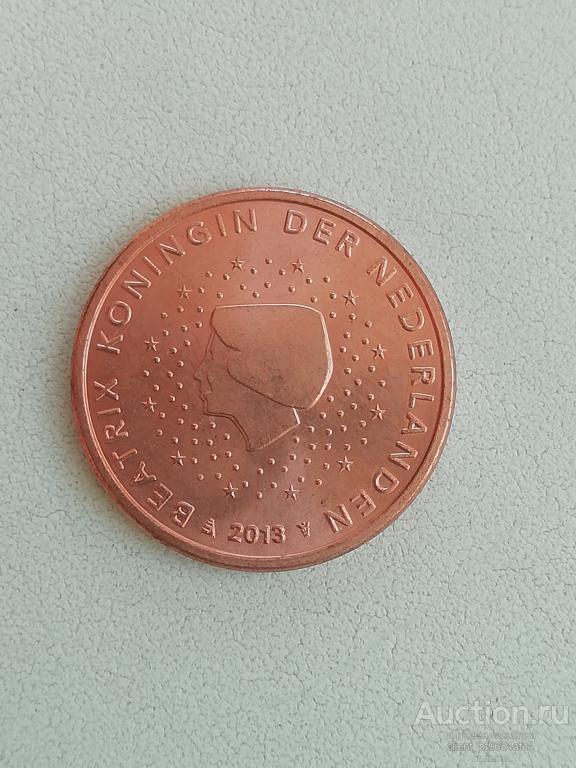 BEATRIX KONINGIN DER NEDERLANDEN
2013
Auction.ru